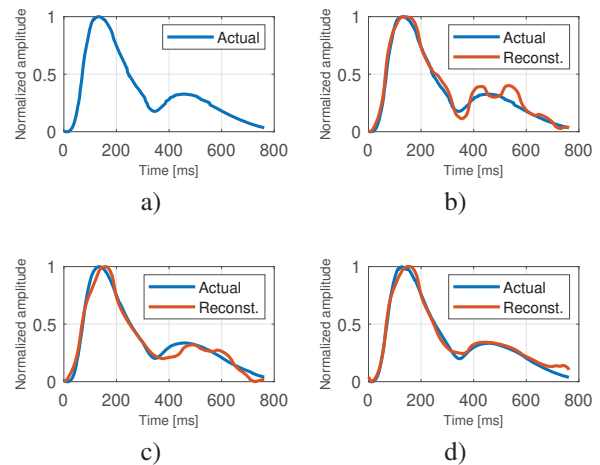 Normalized amplitude
1
0.5
0
Actual
0 200 400 600 800
Time [ms]
a)
Normalized amplitude
1
0.5
0
Actual
Reconst.
0 200 400 600 800
Time [ms]
b)
Normalized amplitude
1
0.5
0
Actual
Reconst.
0 200 400 600 800
Time [ms]
c)
Normalized amplitude
1
0.5
0
Actual
Reconst.
0 200 400 600 800
Time [ms]
d)